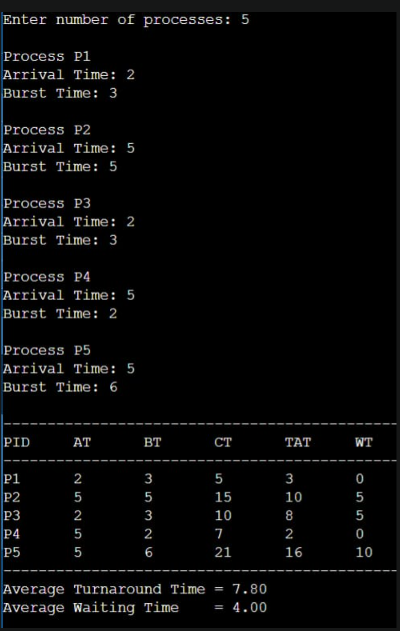 Enter number of processes: 5
Process P1
Arrival Time: 2
Burst Time: 3
Process P2
Arrival Time: 5
Burst Time: 5
Process P3
Arrival Time: 2
Burst Time: 3
Process P4
Arrival Time: 5
Burst Time: 2
Process P5
Arrival Time: 5
Burst Time: 6
PID AT BT CT TAT WT
P1 2 3 5 3 0
P2 5 5 15 10 5
P3 2 3 10 8 5
P4 5 2 7 2 0
P5 5 6 21 16 10
Average Turnaround Time = 7.80
Average Waiting Time = 4.00